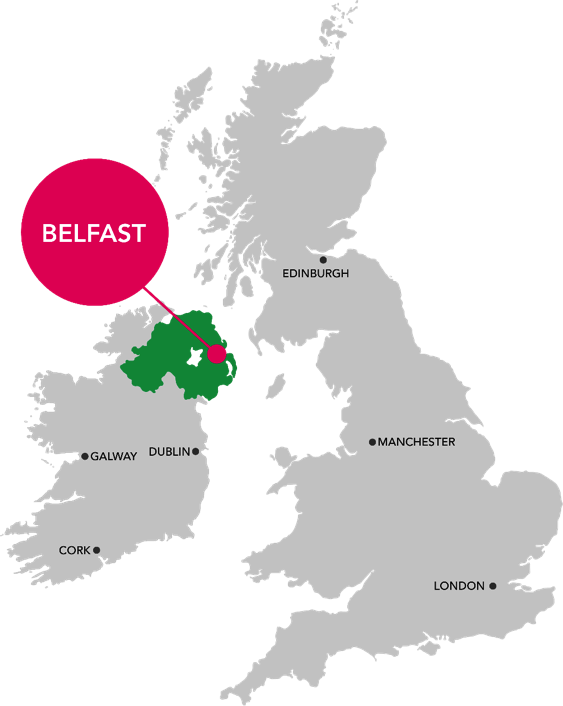 BELFAST
EDINBURGH
MANCHESTER
DUBLIN
GALWAY
CORK
LONDON